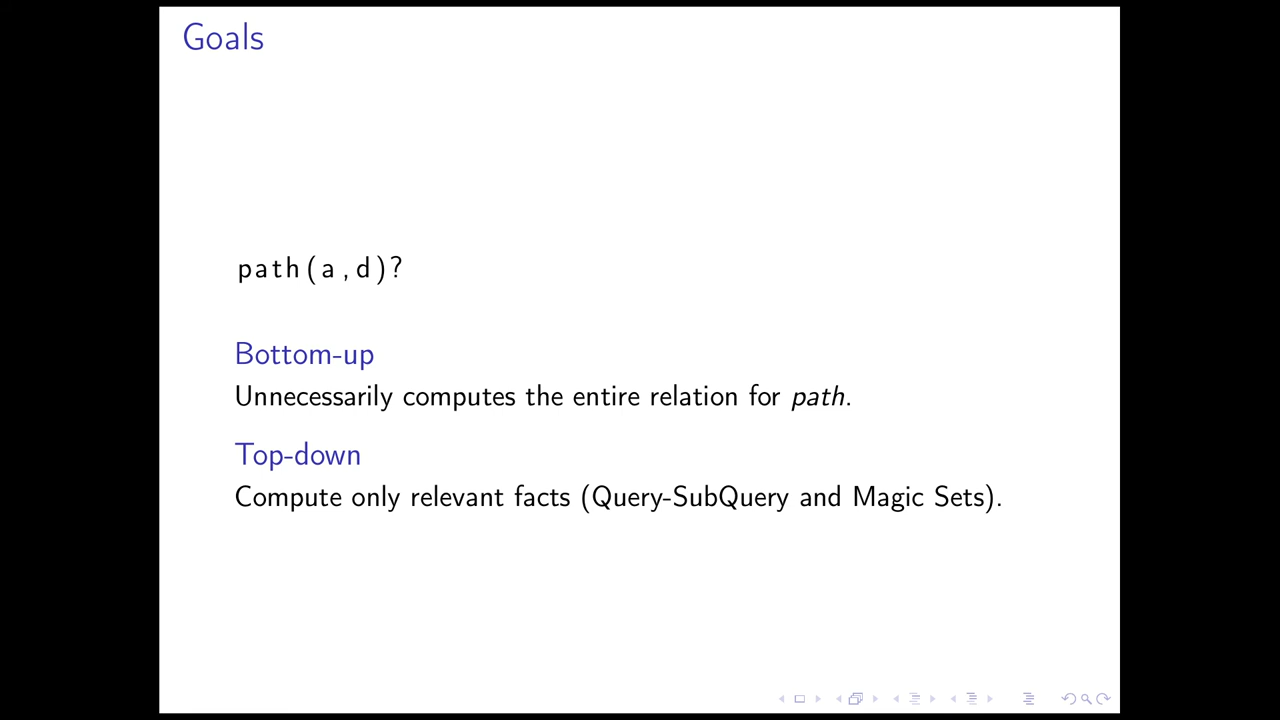 Goals
path(a,d)?
Bottom-up
Unnecessarily computes the entire relation for path.
Top-down
Compute only relevant facts (Query-SubQuery and Magic Sets).